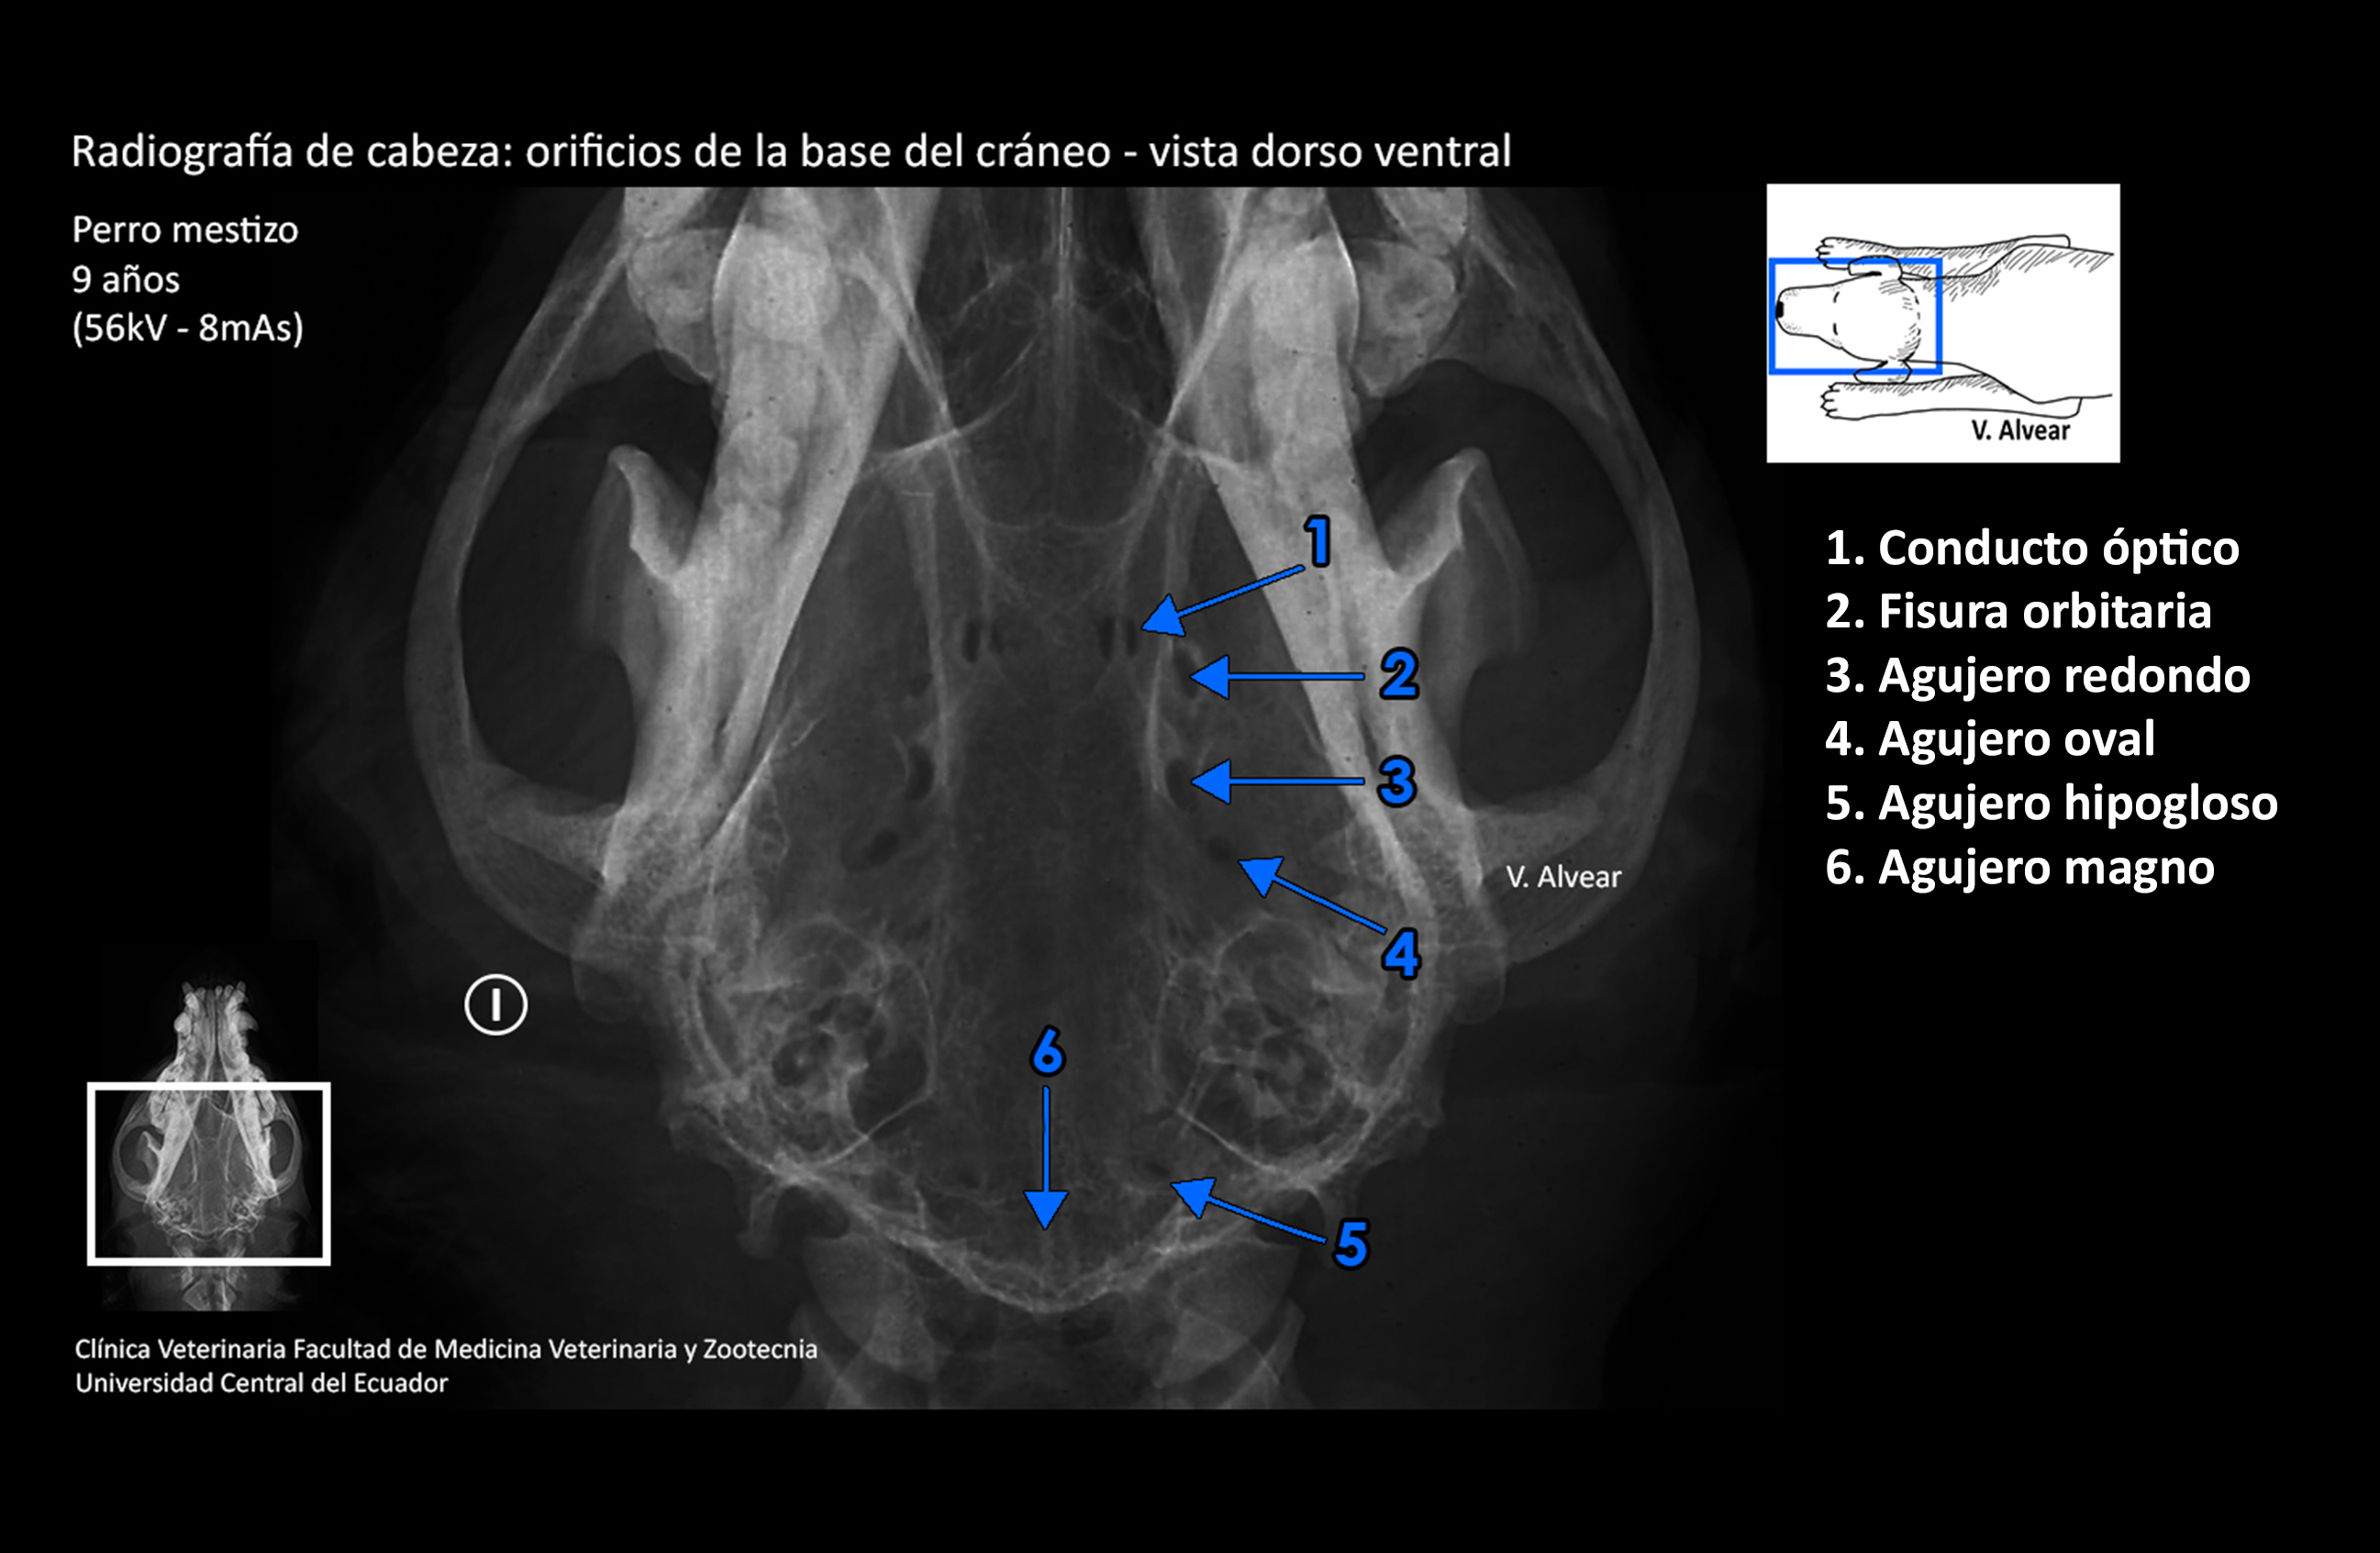 Radiografía de cabeza: orificios de la base del cráneo - vista dorso ventral
Perro mestizo
9 años
(56kV - 8mAs)
V. Alvear
1. Conducto óptico
2. Fisura orbitaria
3. Agujero redondo
4. Agujero oval
5. Agujero hipogloso
6. Agujero magno
1
2
3
4
V. Alvear
I
6
5
Clínica Veterinaria Facultad de Medicina Veterinaria y Zootecnia
Universidad Central del Ecuador